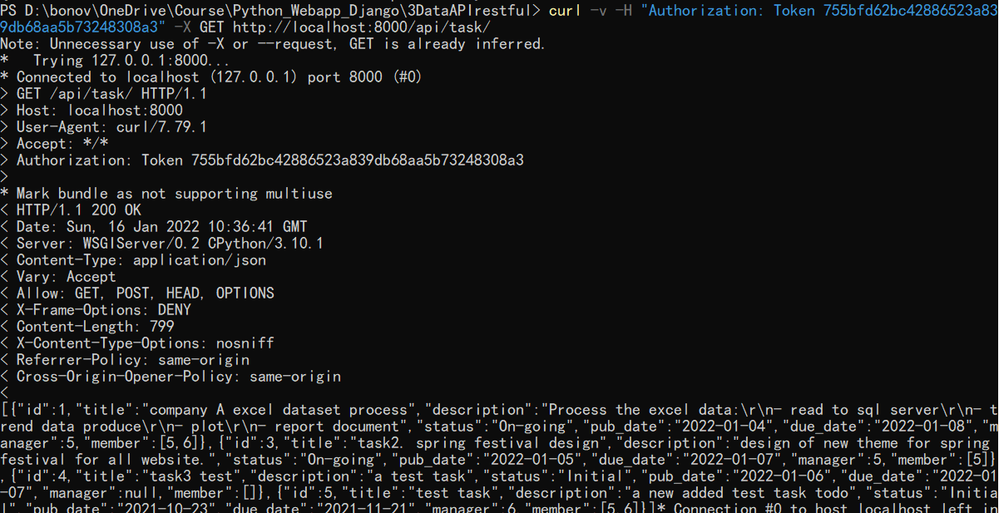 PS D:\bonov\OneDrive\Course\Python_Webapp_Django\3DataAPIrestful> curl -v -H "Authorization: Token 755bfd62bc42886523a83
9db68aa5b73248308a3" -X GET http://localhost:8000/api/task/
Note: Unnecessary use of -X or --request, GET is already inferred.
*   Trying 127.0.0.1:8000...
* Connected to localhost (127.0.0.1) port 8000 (#0)
> GET /api/task/ HTTP/1.1
> Host: localhost:8000
> User-Agent: curl/7.79.1
> Accept: */*
> Authorization: Token 755bfd62bc42886523a839db68aa5b73248308a3
>
* Mark bundle as not supporting multiuse
< HTTP/1.1 200 OK
< Date: Sun, 16 Jan 2022 10:36:41 GMT
< Server: WSGIServer/0.2 CPython/3.10.1
< Content-Type: application/json
< Vary: Accept
< Allow: GET, POST, HEAD, OPTIONS
< X-Frame-Options: DENY
< Content-Length: 799
< X-Content-Type-Options: nosniff
< Referrer-Policy: same-origin
< Cross-Origin-Opener-Policy: same-origin
<
[{"id":1,"title":"company A excel dataset process","description":"Process the excel data:\r\n- read to sql server\r\n- t
rend data produce\r\n- plot\r\n- report document","status":"On-going","pub_date":"2022-01-04","due_date":"2022-01-08","m
anager":5,"member":[5,6]},{"id":3,"title":"task2. spring festival design","description":"design of new theme for spring
festival for all website.","status":"On-going","pub_date":"2022-01-05","due_date":"2022-01-07","manager":5,"member":[5]}
,{"id":4,"title":"task3 test","description":"a test task","status":"Initial","pub_date":"2022-01-06","due_date":"2022-01
-07","manager":null,"member":[]},{"id":5,"title":"test task","description":"a new added test task todo","status":"Initia
l","pub_date":"2021-10-23","due_date":"2021-11-21","manager":6,"member":[5,6]}]* Connection #0 to host localhost left in